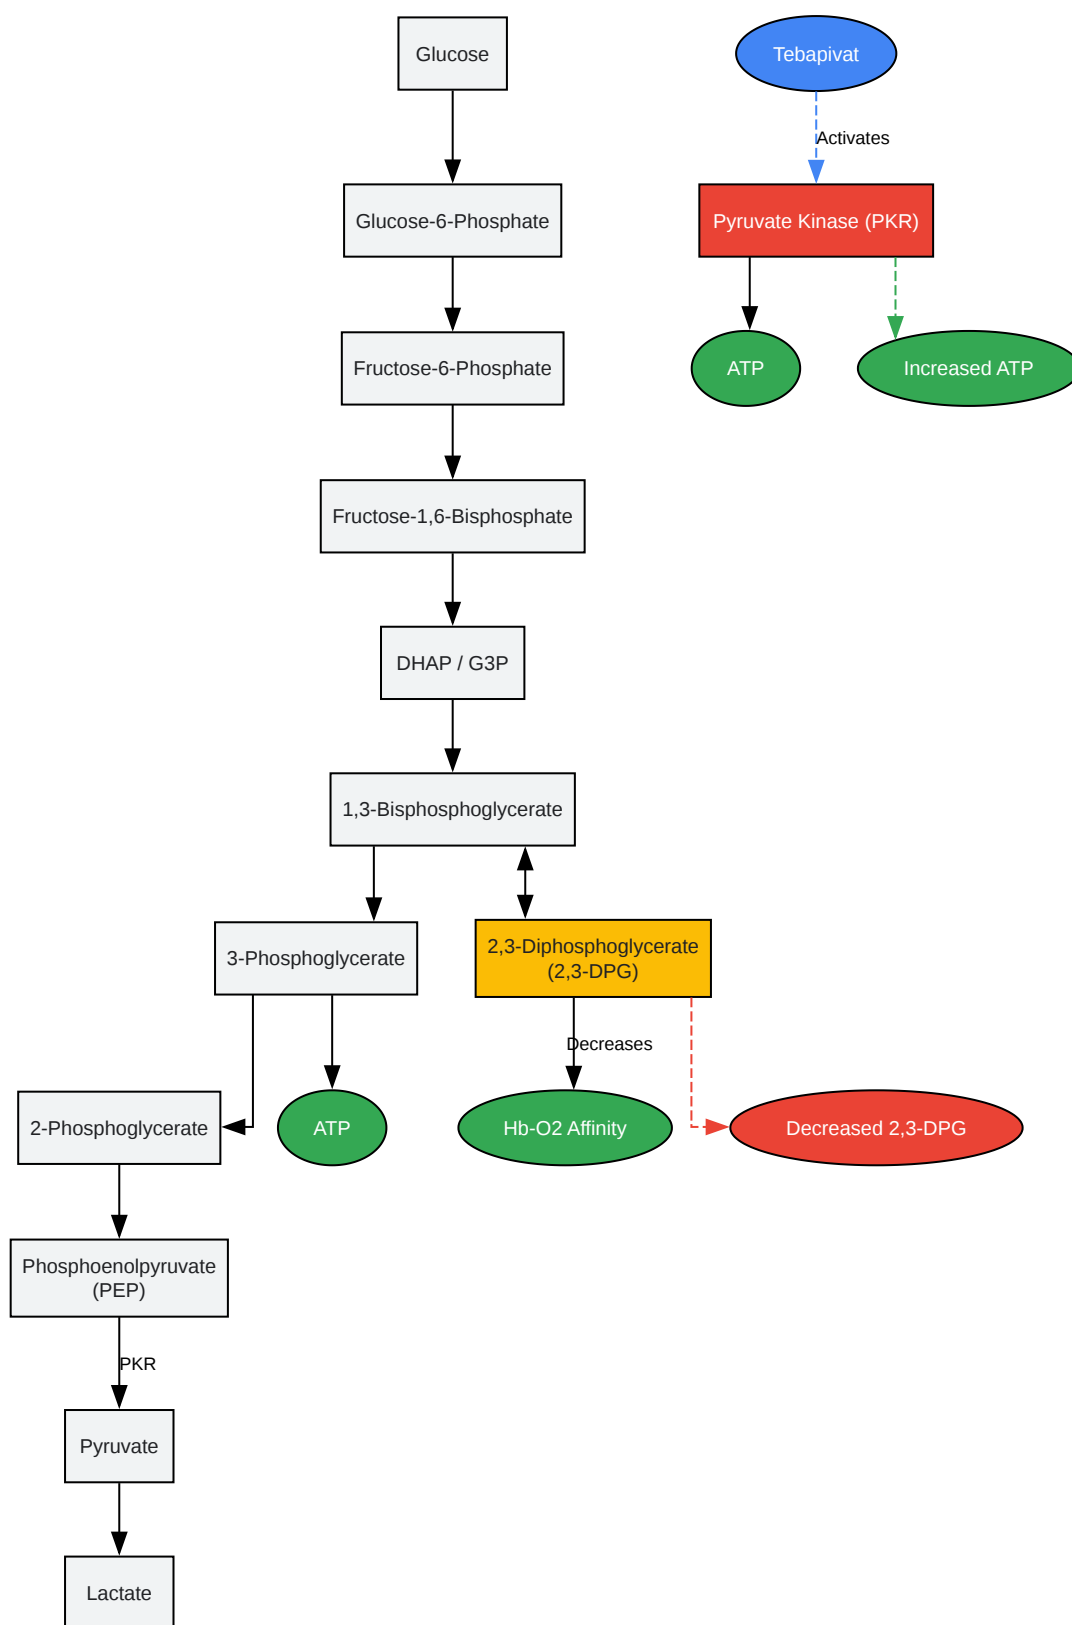 Glucose
Tebapivat
Activates
Glucose-6-Phosphate
Pyruvate Kinase (PKR)
Fructose-6-Phosphate
ATP
Increased ATP
Fructose-1,6-Bisphosphate
DHAP / G3P
1,3-Bisphosphoglycerate
3-Phosphoglycerate
2,3-Diphosphoglycerate
(2,3-DPG)
Decreases
2-Phosphoglycerate
ATP
Hb-O2 Affinity
Decreased 2,3-DPG
Phosphoenolpyruvate
(PEP)
PKR
Pyruvate
Lactate